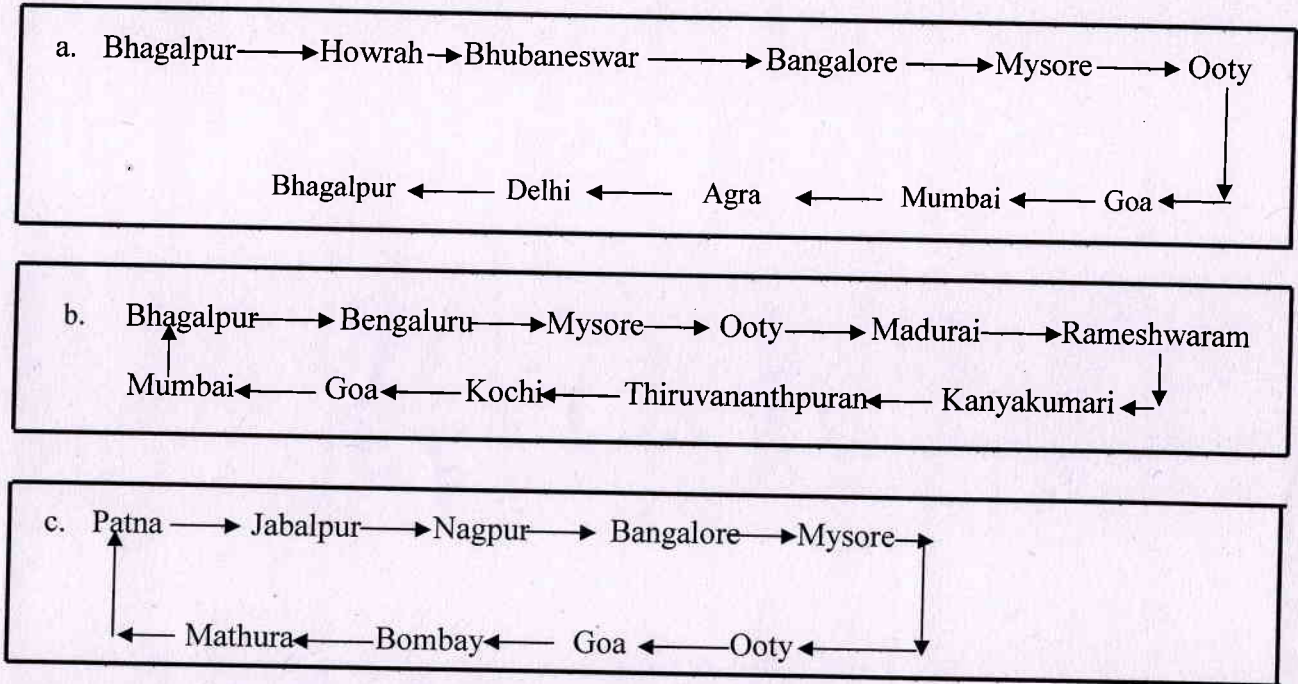 a. Bhagalpur Howrah Bhubaneswar Bangalore Mysore Ooty
Bhagalpur Delhi Agra Mumbai Goa
b. Bhagalpur Bengaluru Mysore Ooty Madurai Rameshwaram
Mumbai Goa Kochi Thiruvananthpuran Kanyakumari
c. Patna Jabalpur Nagpur Bangalore Mysore
Mathura Bombay Goa Ooty